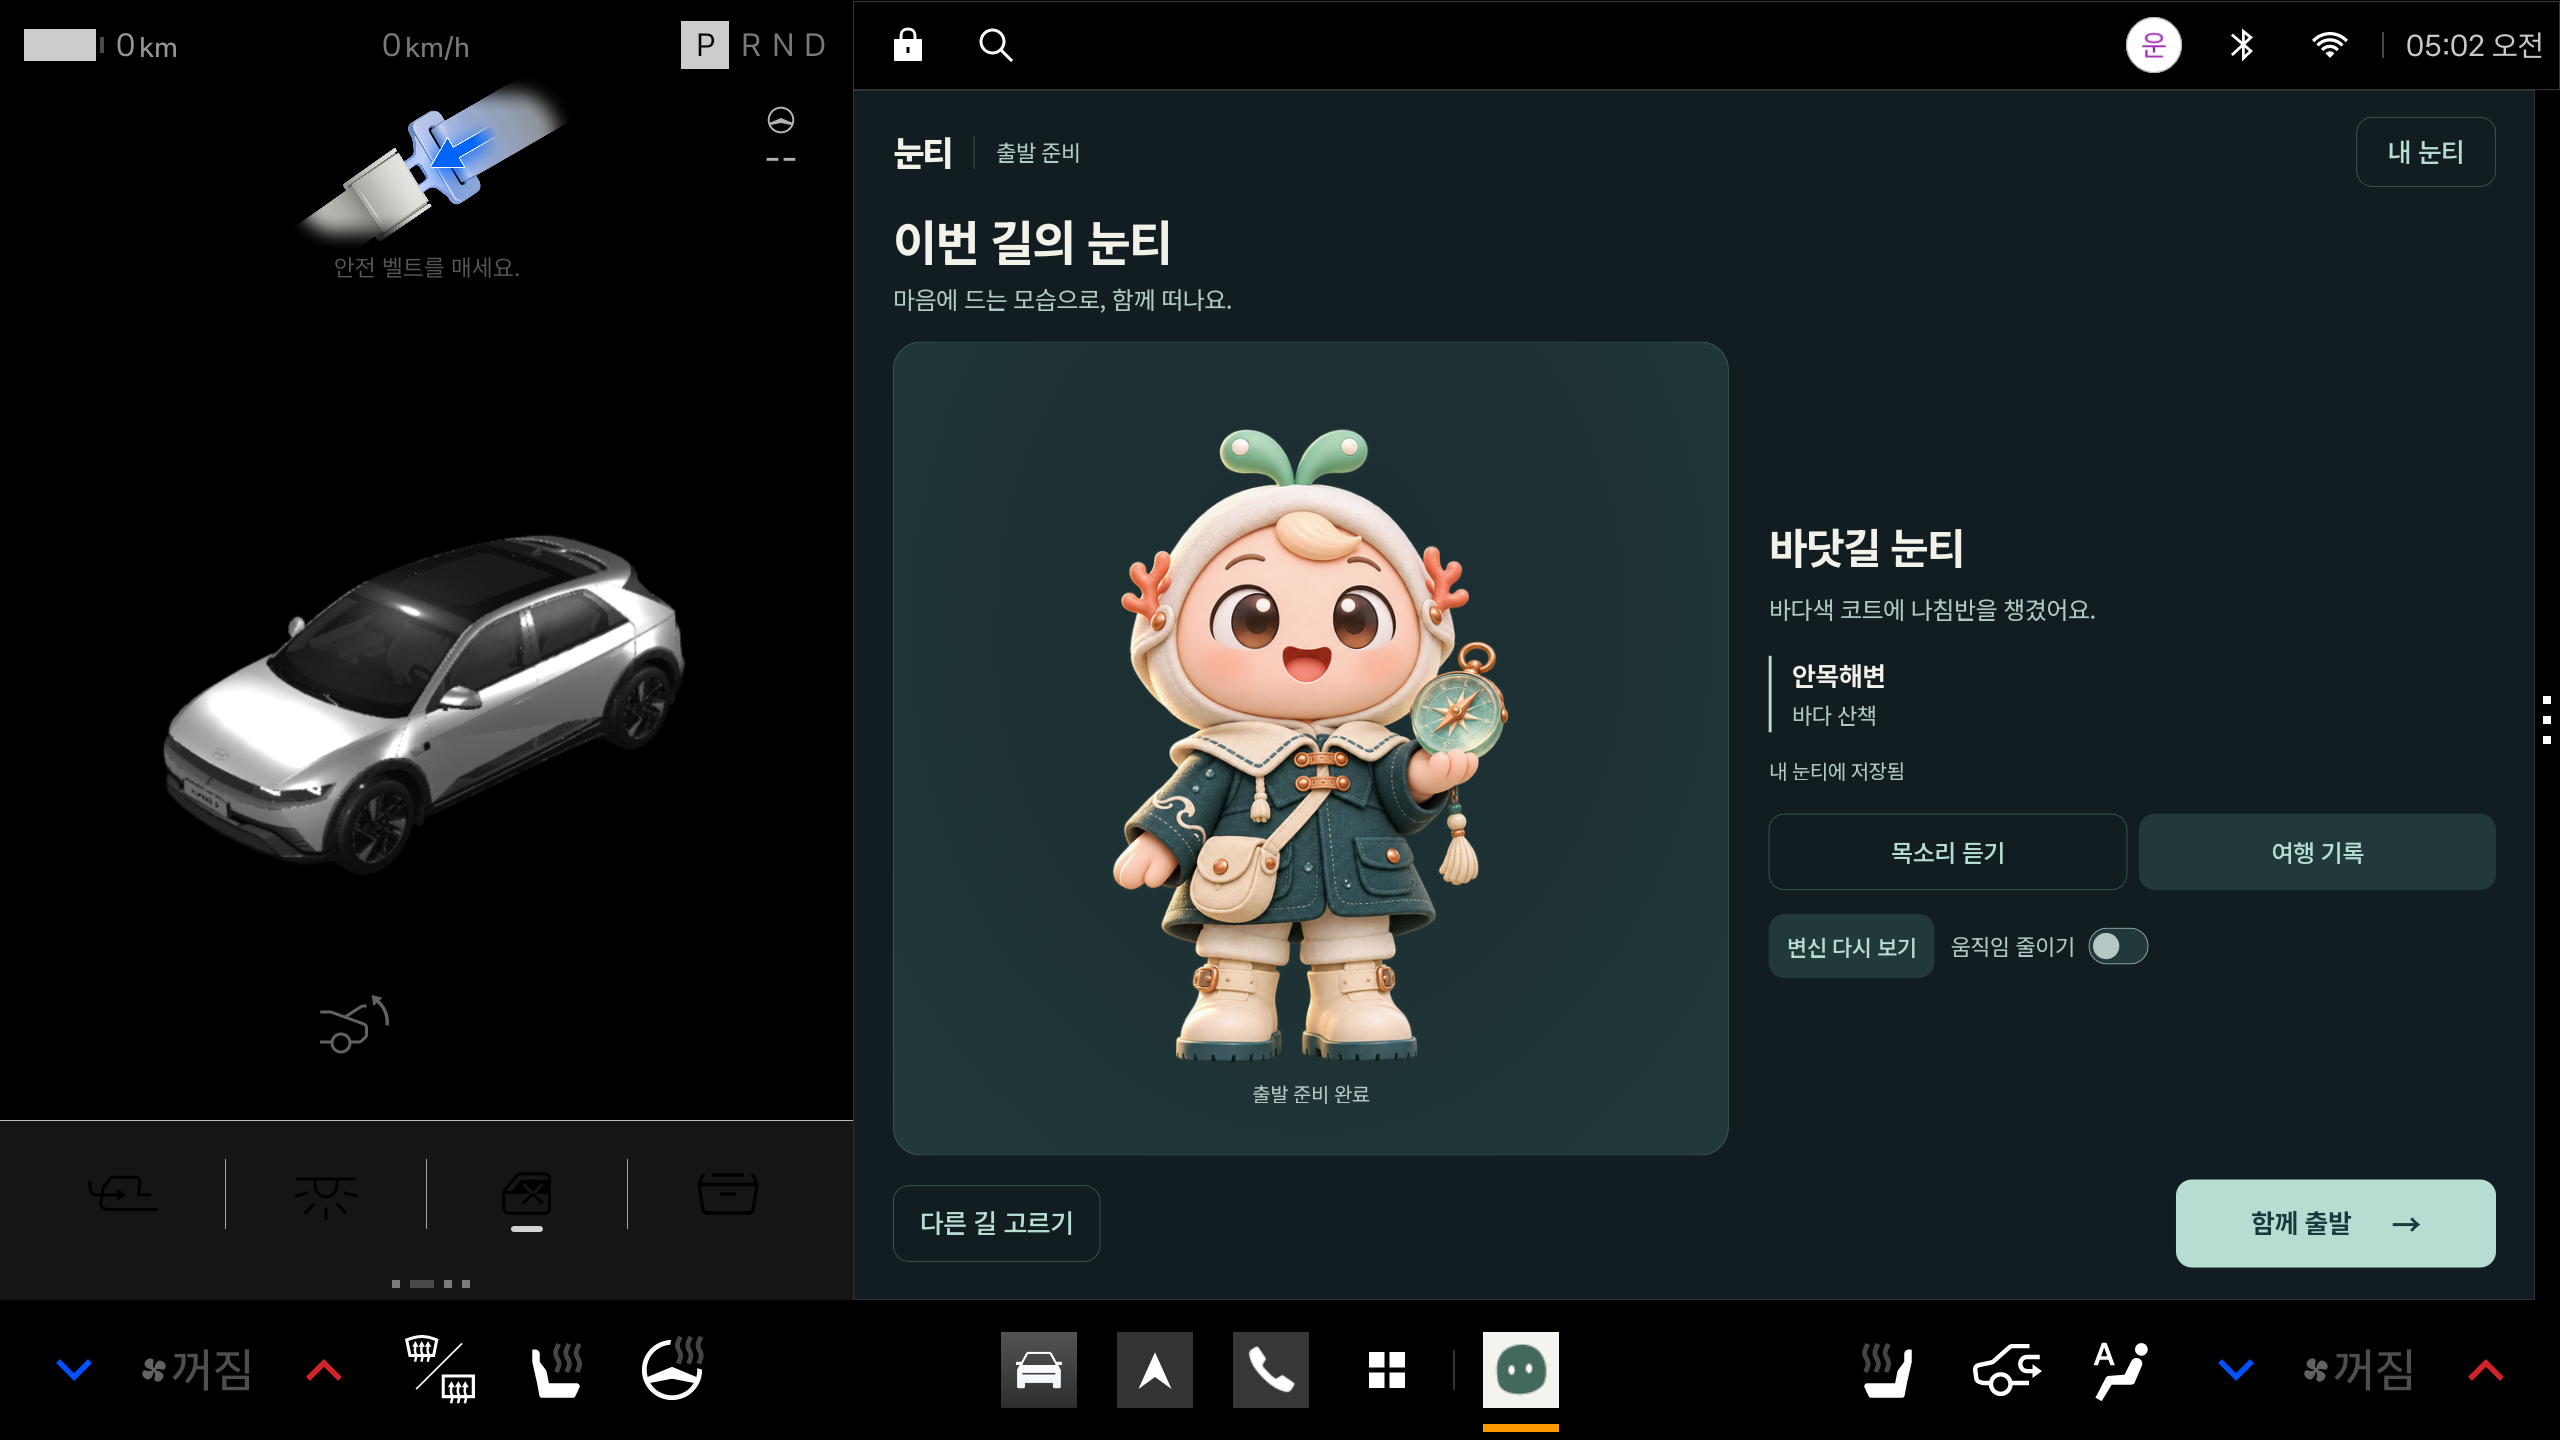 0 km
0 km/h
P R N D
운
05:02 오전
--
안전 벨트를 매세요.
눈티
출발 준비
내 눈티
이번 길의 눈티
마음에 드는 모습으로, 함께 떠나요.
출발 준비 완료
바닷길 눈티
바다색 코트에 나침반을 챙겼어요.
안목해변
바다 산책
내 눈티에 저장됨
목소리 듣기
여행 기록
변신 다시 보기
움직임 줄이기
다른 길 고르기
함께 출발 →
꺼짐
A
꺼짐